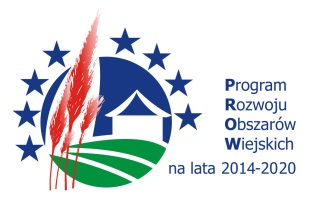 Program
Rozwoju
Obszarów
Wiejskich
na lata 2014-2020